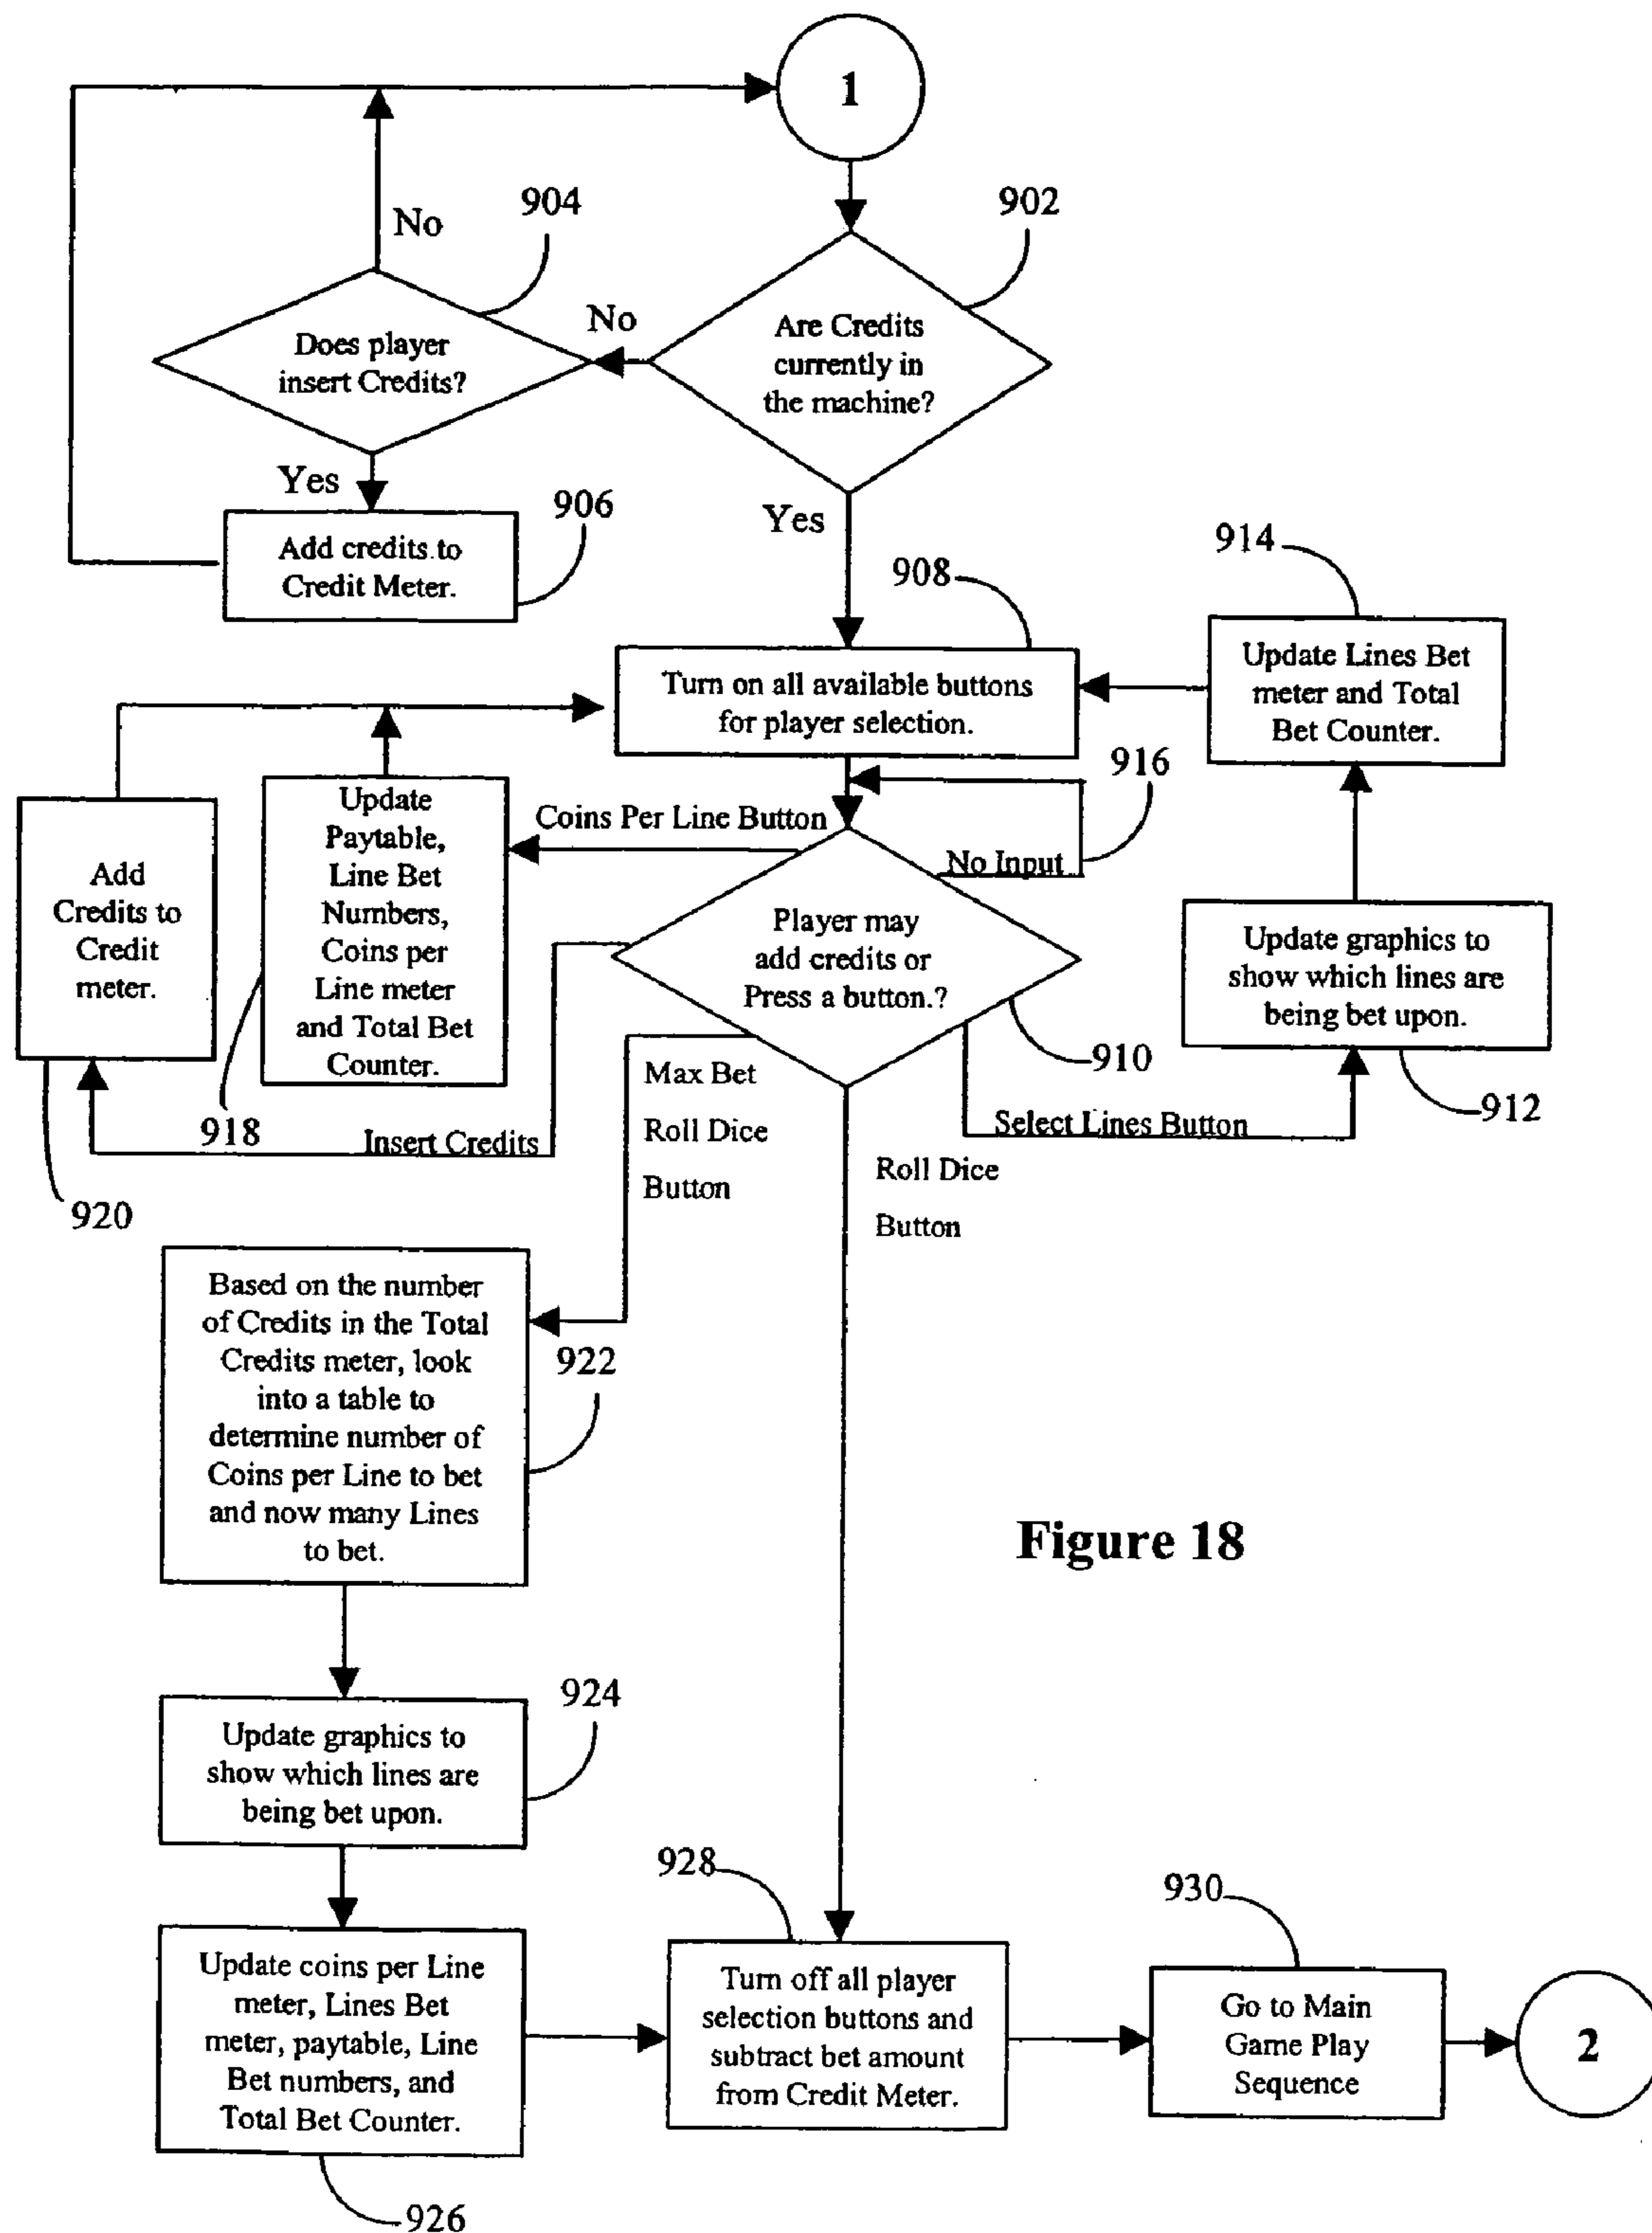 1
904
902
No
No
Are Credits
currently in
the machine?
Does player
insert Credits?
Yes
906
Yes
Add credits to
Credit Meter.
914
908
Turn on all available buttons
for player selection.
Update Lines Bet
meter and Total
Bet Counter.
916
Coins Per Line Button
No Input
Update
Paytable,
Line Bet
Numbers,
Coins per
Line meter
and Total Bet
Counter.
Add
Credits to
Credit
meter.
Player may
add credits or
Press a button.?
Update graphics to
show which lines are
being bet upon.
910
912
918
Insert Credits
Max Bet
Roll Dice
Button
Select Lines Button
Roll Dice
Button
920
Based on the number
of Credits in the Total
Credits meter, look
into a table to
determine number of
Coins per Line to bet
and now many Lines
to bet.
922
Figure 18
924
Update graphics to
show which lines are
being bet upon.
928
930
Update coins per Line
meter, Lines Bet
meter, paytable, Line
Bet numbers, and
Total Bet Counter.
Turn off all player
selection buttons and
subtract bet amount
from Credit Meter.
Go to Main
Game Play
Sequence
2
926